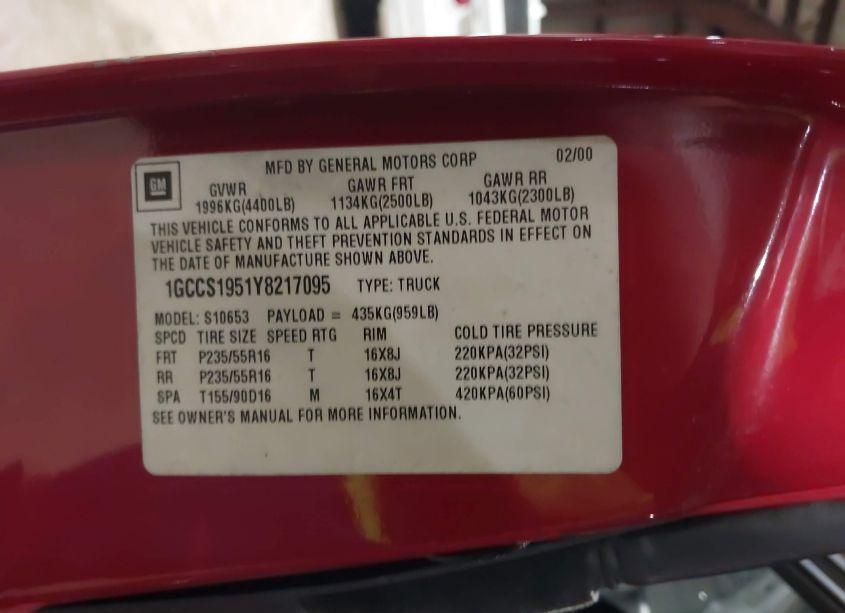 MFD BY GENERAL MOTORS CORP 02/00
GM
GVWR GAWR FRT GAWR RR
1996KG(4400LB) 1134KG(2500LB) 1043KG(2300LB)
THIS VEHICLE CONFORMS TO ALL APPLICABLE U.S. FEDERAL MOTOR
VEHICLE SAFETY AND THEFT PREVENTION STANDARDS IN EFFECT ON
THE DATE OF MANUFACTURE SHOWN ABOVE.
1GCCS1951Y8217095 TYPE: TRUCK
MODEL: S10653 PAYLOAD = 435KG(959LB)
SPCD TIRE SIZE SPEED RTG RIM COLD TIRE PRESSURE
FRT P235/55R16 T 16X8J 220KPA(32PSI)
RR P235/55R16 T 16X8J 220KPA(32PSI)
SPA T155/90D16 M 16X4T 420KPA(60PSI)
SEE OWNER'S MANUAL FOR MORE INFORMATION.